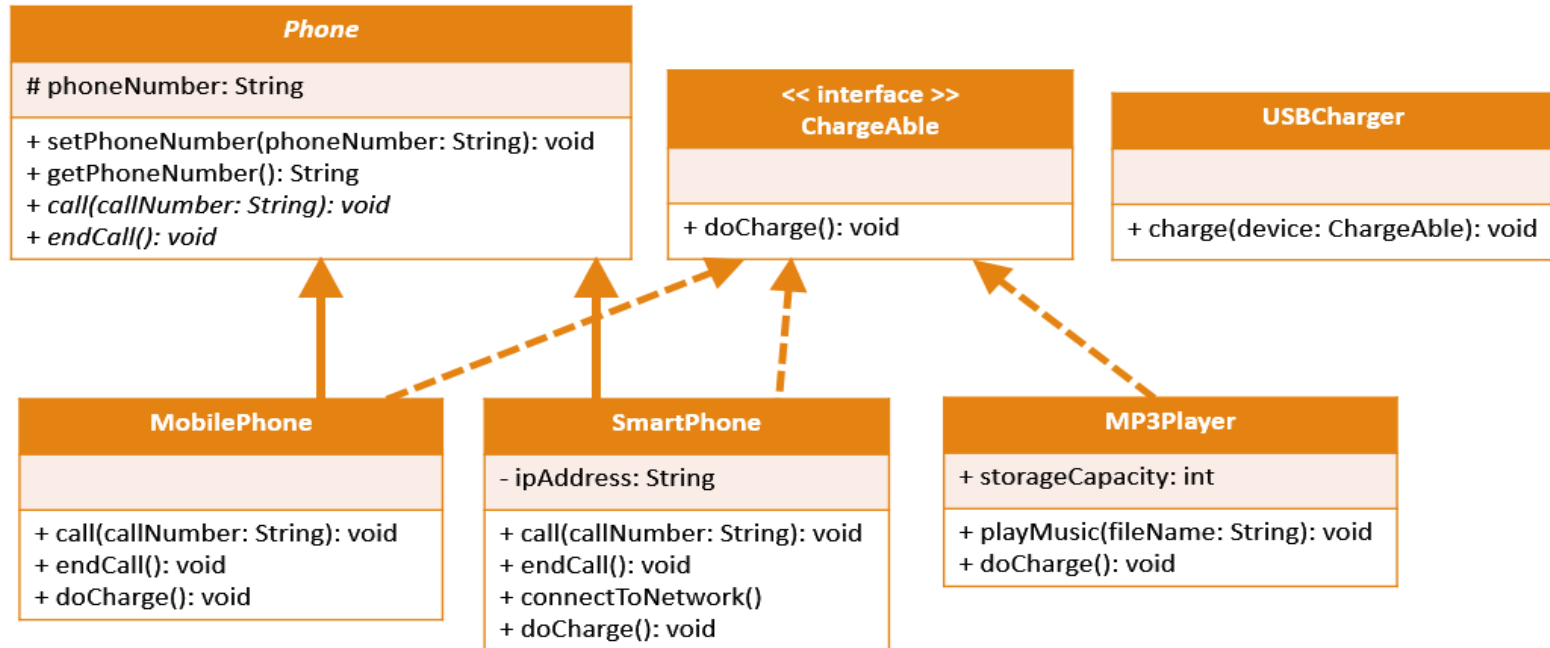 Phone
# phoneNumber: String
+ setPhoneNumber(phoneNumber: String): void
+ getPhoneNumber(): String
+ call(callNumber: String): void
+ endCall(): void
<< interface >>
ChargeAble
+ doCharge(): void
USBCharger
+ charge(device: ChargeAble): void
MobilePhone
+ call(callNumber: String): void
+ endCall(): void
+ doCharge(): void
SmartPhone
- ipAddress: String
+ call(callNumber: String): void
+ endCall(): void
+ connectToNetwork()
+ doCharge(): void
MP3Player
+ storageCapacity: int
+ playMusic(fileName: String): void
+ doCharge(): void